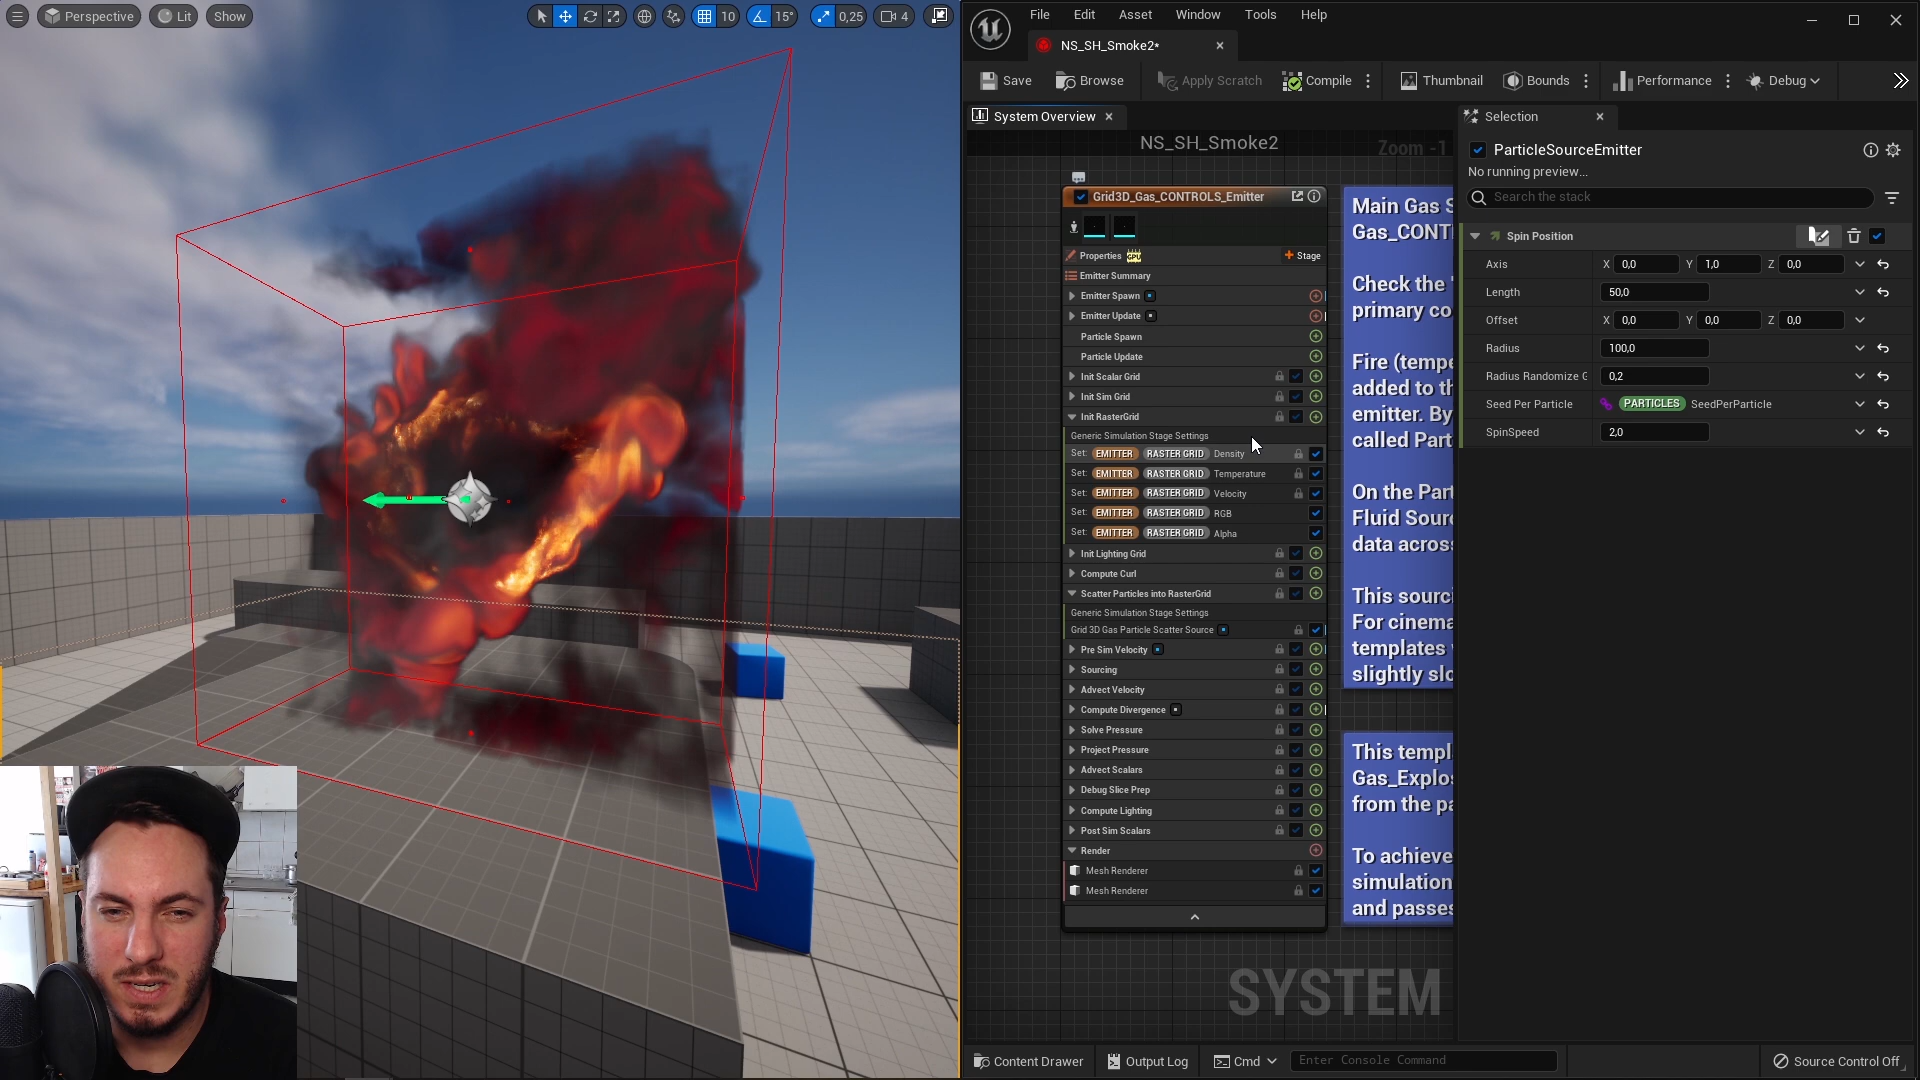 Perspective
Lit
Show
10
15°
0,25
4
File
Edit
Asset
Window
Tools
Help
NS_SH_Smoke2*
Save
Browse
Apply Scratch
Compile
Thumbnail
Bounds
Performance
Debug
System Overview
Selection
NS_SH_Smoke2
Zoom -1
ParticleSourceEmitter
No running preview...
Search the stack
Grid3D_Gas_CONTROLS_Emitter
Properties GPU
Stage
Emitter Summary
Emitter Spawn
Emitter Update
Particle Spawn
Particle Update
Init Scalar Grid
Init Sim Grid
Init RasterGrid
Generic Simulation Stage Settings
Set: EMITTER RASTER GRID Density
Set: EMITTER RASTER GRID Temperature
Set: EMITTER RASTER GRID Velocity
Set: EMITTER RASTER GRID RGB
Set: EMITTER RASTER GRID Alpha
Init Lighting Grid
Compute Curl
Scatter Particles into RasterGrid
Generic Simulation Stage Settings
Grid 3D Gas Particle Scatter Source
Pre Sim Velocity
Sourcing
Advect Velocity
Compute Divergence
Solve Pressure
Project Pressure
Advect Scalars
Debug Slice Prep
Compute Lighting
Post Sim Scalars
Render
Mesh Renderer
Mesh Renderer
Main Gas S
Gas_CONT
Check the "
primary co
Fire (tempe
added to th
emitter. By
called Part
On the Part
Fluid Sourc
data across
This sourci
For cinema
templates
slightly slo
This templ
Gas_Explos
from the pa
To achieve
simulation
and passes
SYSTEM
Spin Position
Axis X 0,0 Y 1,0 Z 0,0
Length 50,0
Offset X 0,0 Y 0,0 Z 0,0
Radius 100,0
Radius Randomize G 0,2
Seed Per Particle PARTICLES SeedPerParticle
SpinSpeed 2,0
Content Drawer
Output Log
Cmd
Enter Console Command
Source Control Off